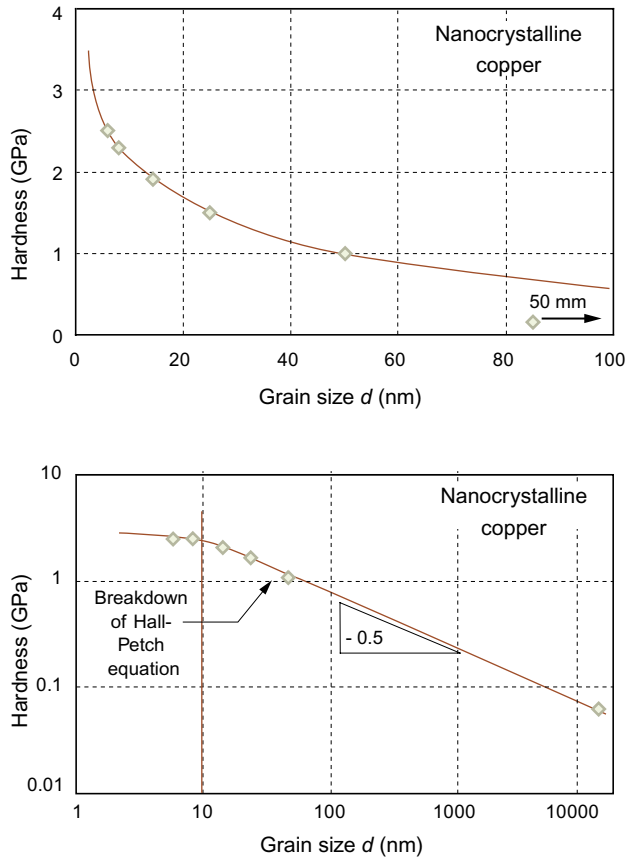 Nanocrystalline
copper
4
3
2
1
0
Hardness (GPa)
50 mm
0 20 40 60 80 100
Grain size d (nm)
Nanocrystalline
copper
10
1
0.1
0.01
Hardness (GPa)
Breakdown
of Hall-
Petch
equation
- 0.5
1 10 100 1000 10000
Grain size d (nm)